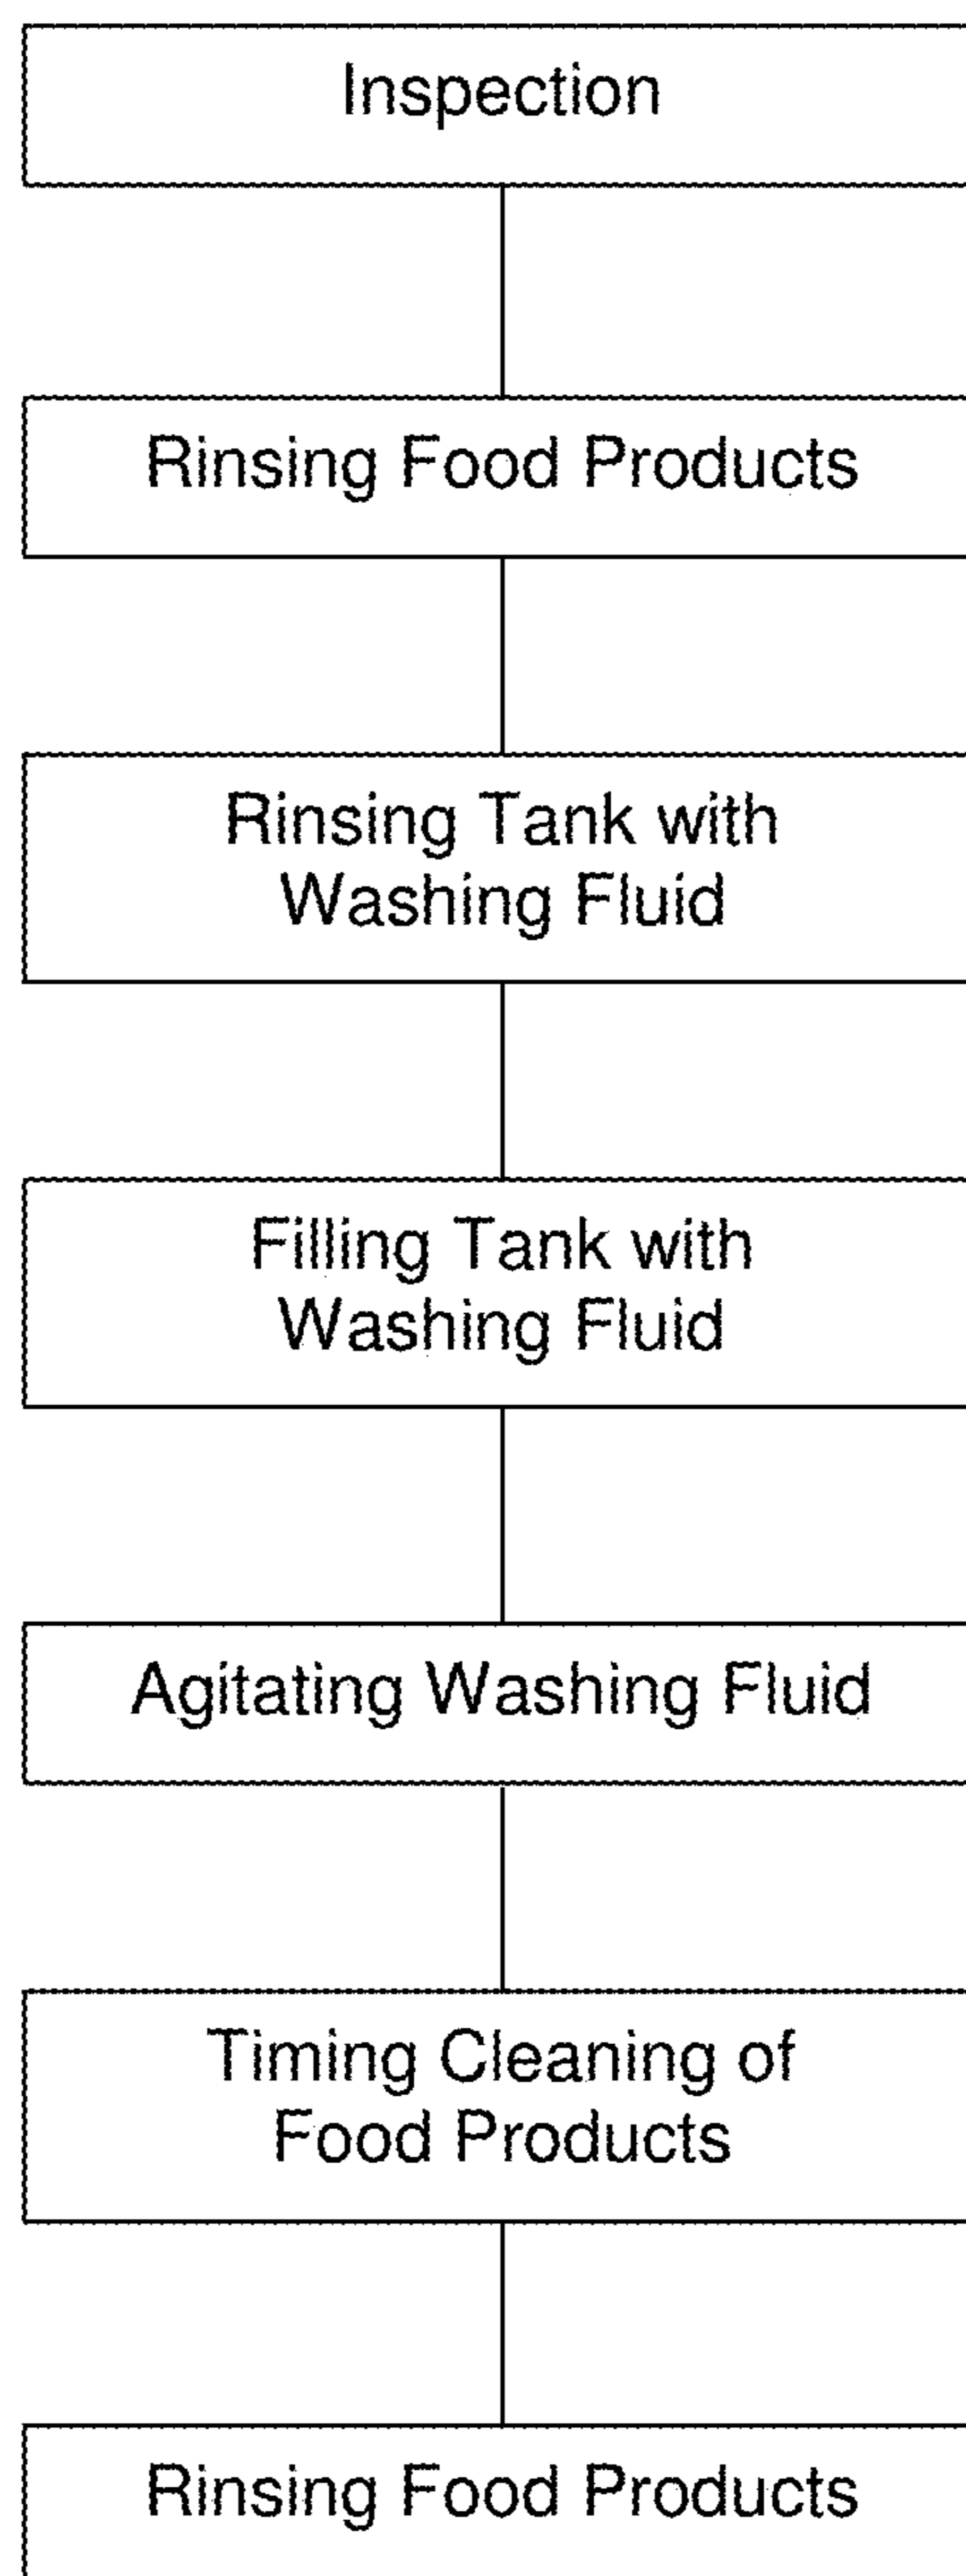 Inspection
Rinsing Food Products
Rinsing Tank with
Washing Fluid
Filling Tank with
Washing Fluid
Agitating Washing Fluid
Timing Cleaning of
Food Products
Rinsing Food Products